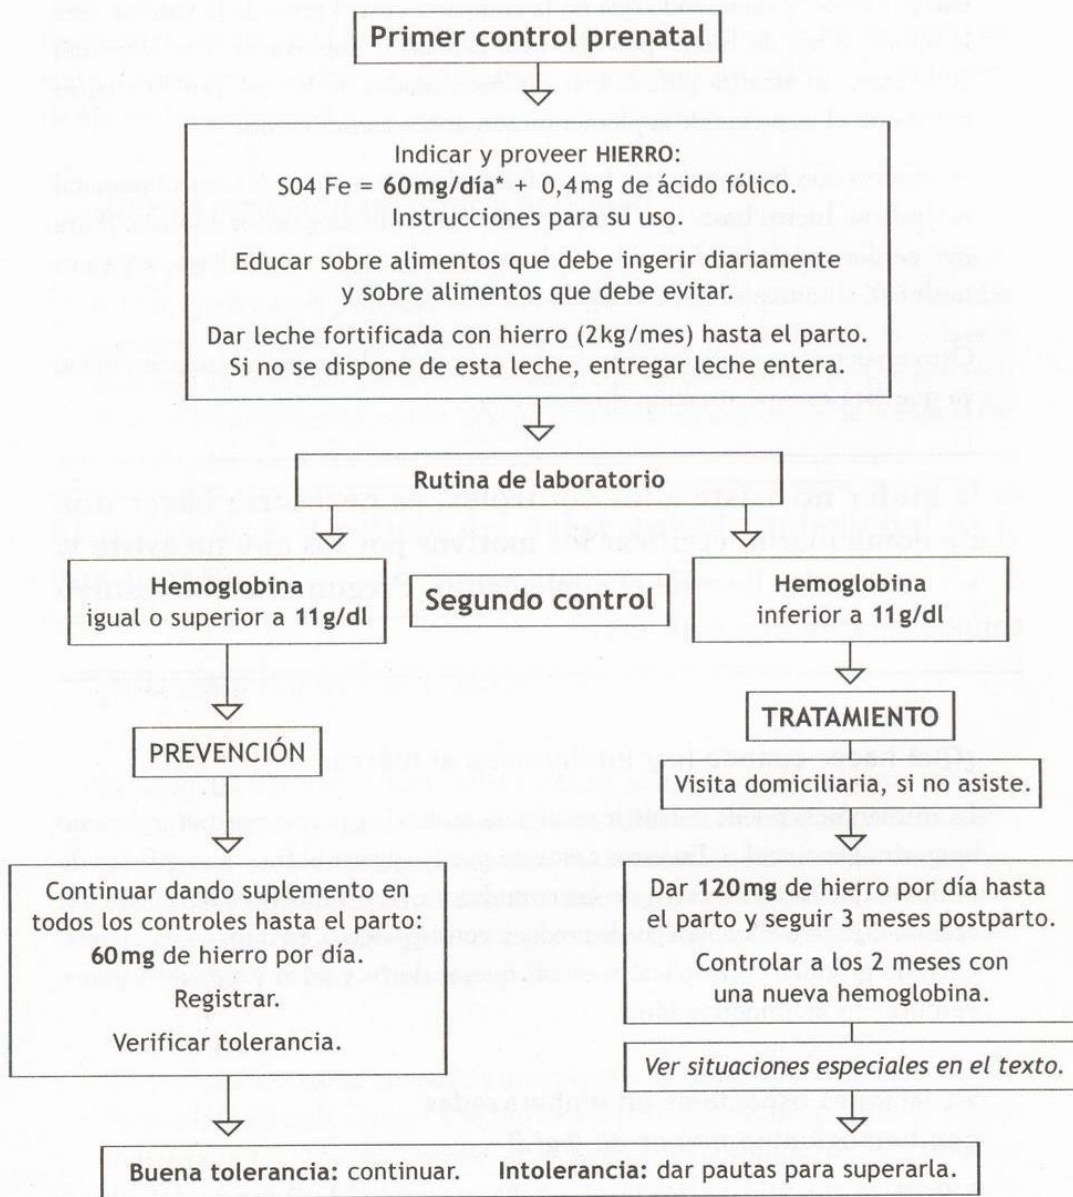 Primer control prenatal
Indicar y proveer HIERRO:
S04 Fe = 60mg/día* + 0,4mg de ácido fólico.
Instrucciones para su uso.
Educar sobre alimentos que debe ingerir diariamente
y sobre alimentos que debe evitar.
Dar leche fortificada con hierro (2kg/mes) hasta el parto.
Si no se dispone de esta leche, entregar leche entera.
Rutina de laboratorio
Hemoglobina
igual o superior a 11g/dl
Segundo control
Hemoglobina
inferior a 11g/dl
PREVENCIÓN
TRATAMIENTO
Visita domiciliaria, si no asiste.
Continuar dando suplemento en
todos los controles hasta el parto:
60mg de hierro por día.
Registrar.
Verificar tolerancia.
Dar 120mg de hierro por día hasta
el parto y seguir 3 meses postparto.
Controlar a los 2 meses con
una nueva hemoglobina.
Ver situaciones especiales en el texto.
Buena tolerancia: continuar. Intolerancia: dar pautas para superarla.